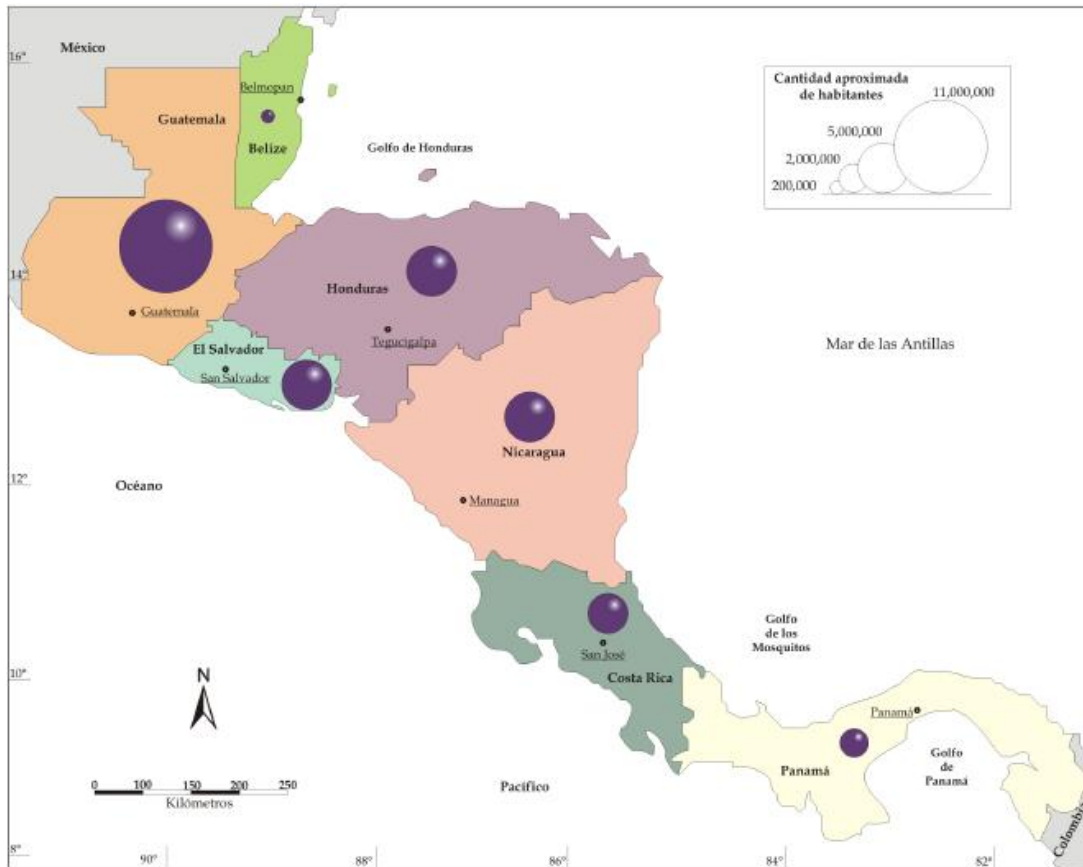 México
16°
Belmopan
Guatemala
Belize
Golfo de Honduras
Cantidad aproximada
de habitantes
11,000,000
5,000,000
2,000,000
200,000
14°
Honduras
Guatemala
Tegucigalpa
El Salvador
San Salvador
Mar de las Antillas
Nicaragua
12°
Océano
Managua
Golfo
de los
Mosquitos
San José
10°
Costa Rica
N
Panamá
Golfo
de
Panamá
Panamá
0 100 150 200 250
Kilómetros
Pacífico
Colombia
8°
90° 88° 86° 84° 82°